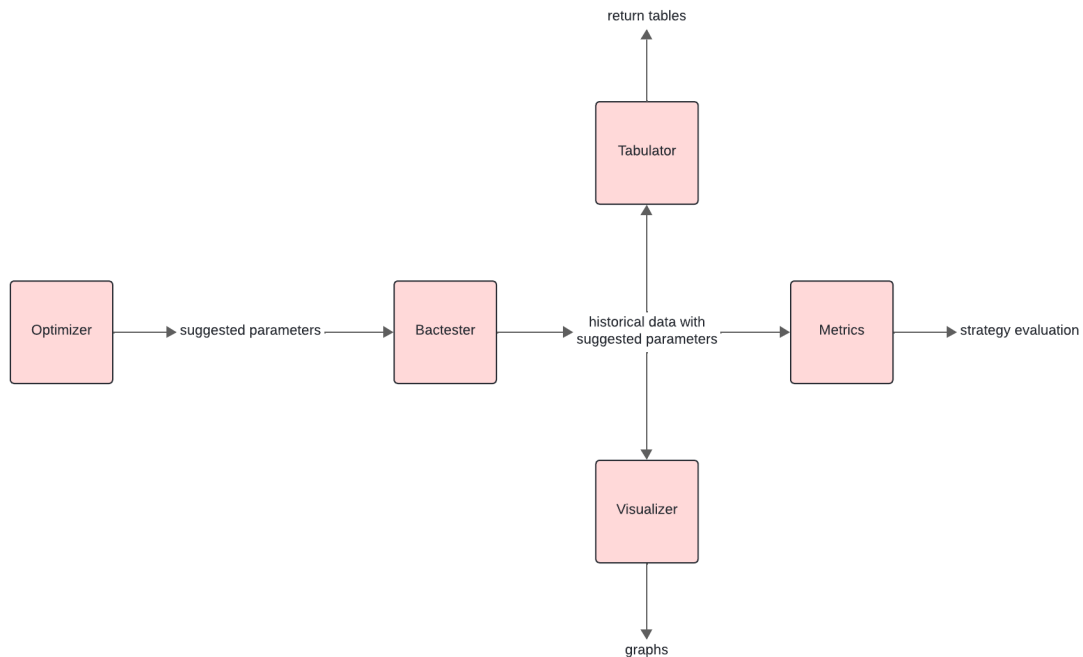 return tables
Tabulator
Optimizer
suggested parameters
Bactester
historical data with
suggested parameters
Metrics
strategy evaluation
Visualizer
graphs